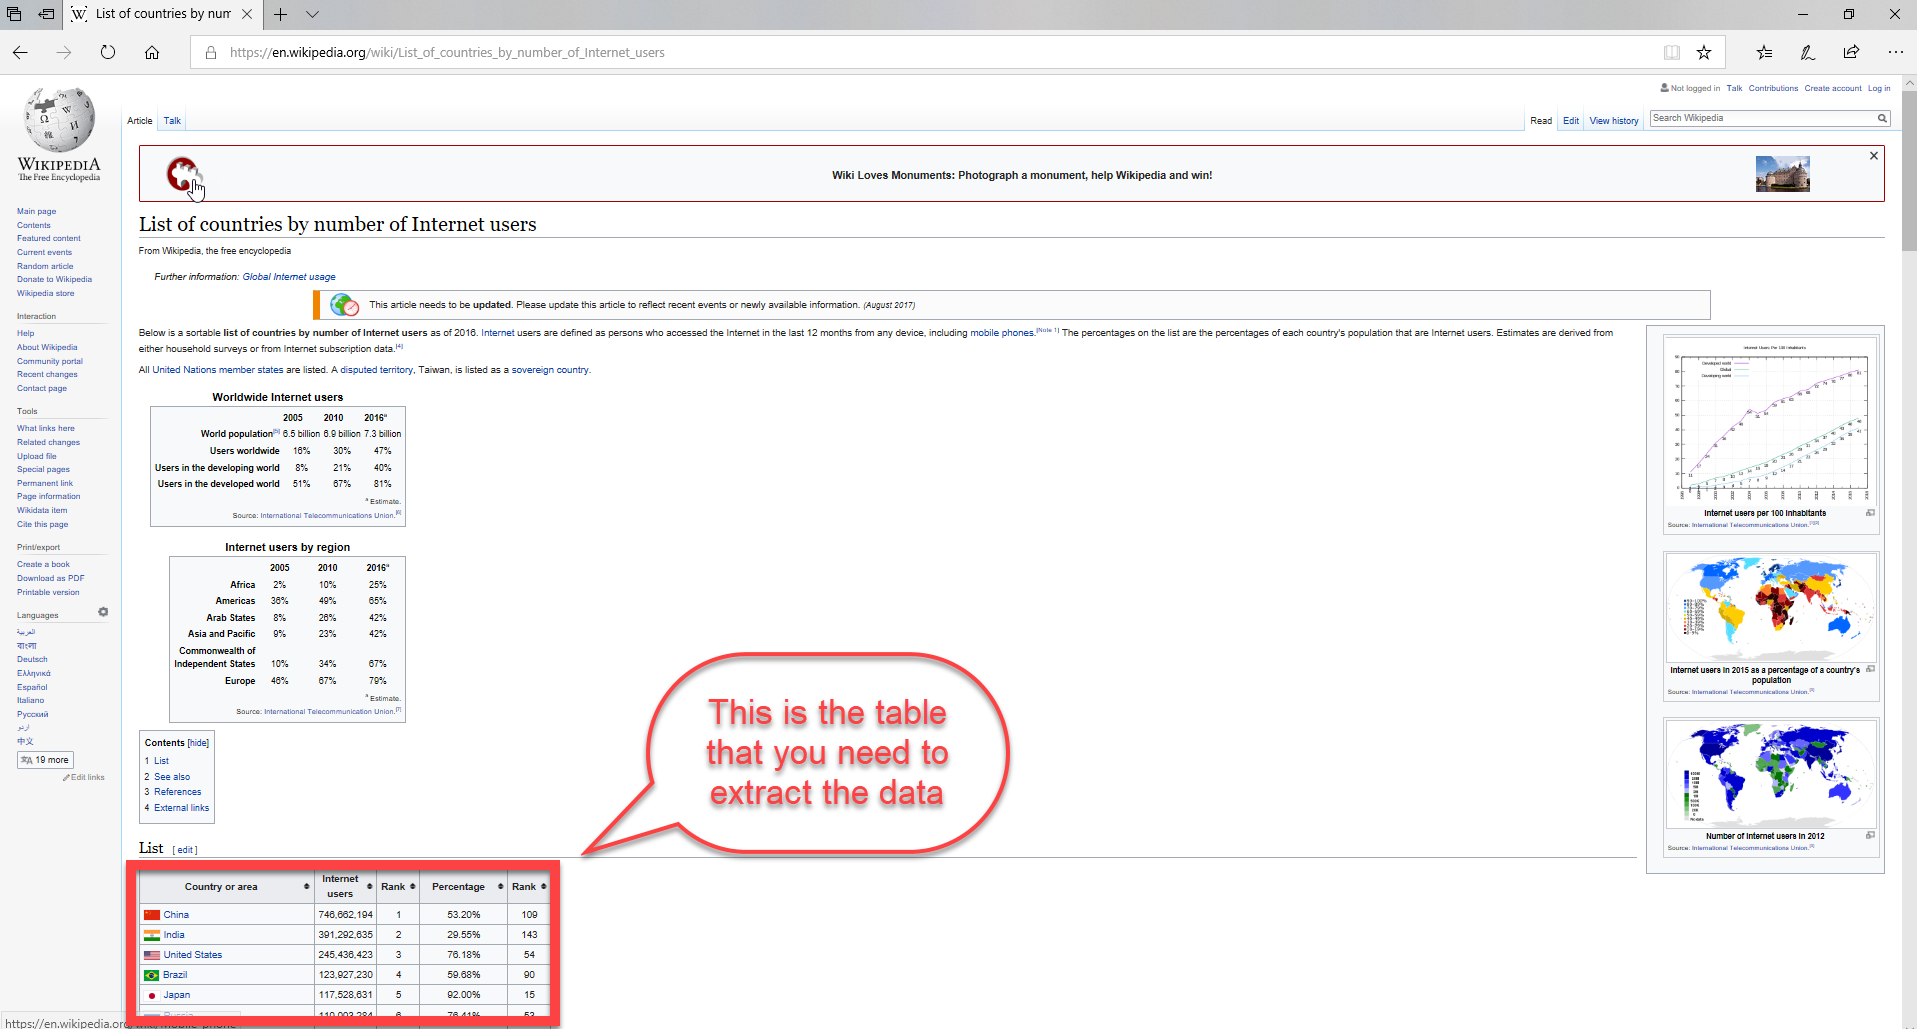 List of countries by num
https://en.wikipedia.org/wiki/List_of_countries_by_number_of_Internet_users
Not logged in Talk Contributions Create account Log in
Article Talk
Read Edit View history
Search Wikipedia
WIKIPEDIA
The Free Encyclopedia
Wiki Loves Monuments: Photograph a monument, help Wikipedia and win!
Main page
Contents
Featured content
Current events
Random article
Donate to Wikipedia
Wikipedia store
Interaction
Help
About Wikipedia
Community portal
Recent changes
Contact page
Tools
What links here
Related changes
Upload file
Special pages
Permanent link
Page information
Wikidata item
Cite this page
Print/export
Create a book
Download as PDF
Printable version
Languages
العربية
বাংলা
Deutsch
Ελληνικά
Español
Italiano
Русский
اردو
中文
19 more
Edit links
List of countries by number of Internet users
From Wikipedia, the free encyclopedia
Further information: Global Internet usage
This article needs to be updated. Please update this article to reflect recent events or newly available information. (August 2017)
Below is a sortable list of countries by number of Internet users as of 2016. Internet users are defined as persons who accessed the Internet in the last 12 months from any device, including mobile phones.[Note 1] The percentages on the list are the percentages of each country's population that are Internet users. Estimates are derived from
either household surveys or from Internet subscription data.[4]
All United Nations member states are listed. A disputed territory, Taiwan, is listed as a sovereign country.
Worldwide Internet users
2005 2010 2016a
World population[5] 6.5 billion 6.9 billion 7.3 billion
Users worldwide 16% 30% 47%
Users in the developing world 8% 21% 40%
Users in the developed world 51% 67% 81%
a Estimate.
Source: International Telecommunications Union.[6]
Internet users by region
2005 2010 2016a
Africa 2% 10% 25%
Americas 36% 49% 65%
Arab States 8% 26% 42%
Asia and Pacific 9% 23% 42%
Commonwealth of
Independent States 10% 34% 67%
Europe 46% 67% 79%
a Estimate.
Source: International Telecommunication Union.[7]
Contents [hide]
1 List
2 See also
3 References
4 External links
This is the table
that you need to
extract the data
List [ edit ]
Country or area Internet users Rank Percentage Rank
China 746,662,194 1 53.20% 109
India 391,292,635 2 29.55% 143
United States 245,436,423 3 76.18% 54
Brazil 123,927,230 4 59.68% 90
Japan 117,528,631 5 92.00% 15
Russia 110,003,284 6 76.41% 53
Internet Users Per 100 Inhabitants
Developed world
Global
Developing world
Internet users per 100 inhabitants
Source: International Telecommunications Union.[1][2]
Internet users in 2015 as a percentage of a country's
population
Source: International Telecommunications Union.
Number of Internet users in 2012
Source: International Telecommunications Union.
https://en.wikipedia.org